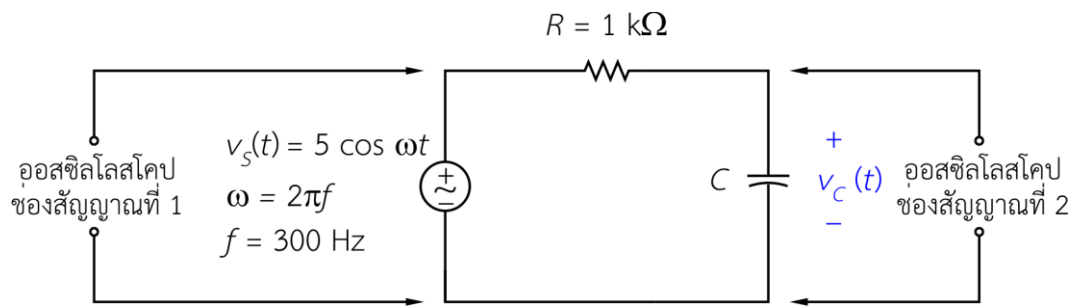 R = 1 kΩ
ออสซิลโลสโคป
ช่องสัญญาณที่ 1
v_S(t) = 5 cos ωt
ω = 2πf
f = 300 Hz
+
~
−
C
+
v_C (t)
−
ออสซิลโลสโคป
ช่องสัญญาณที่ 2